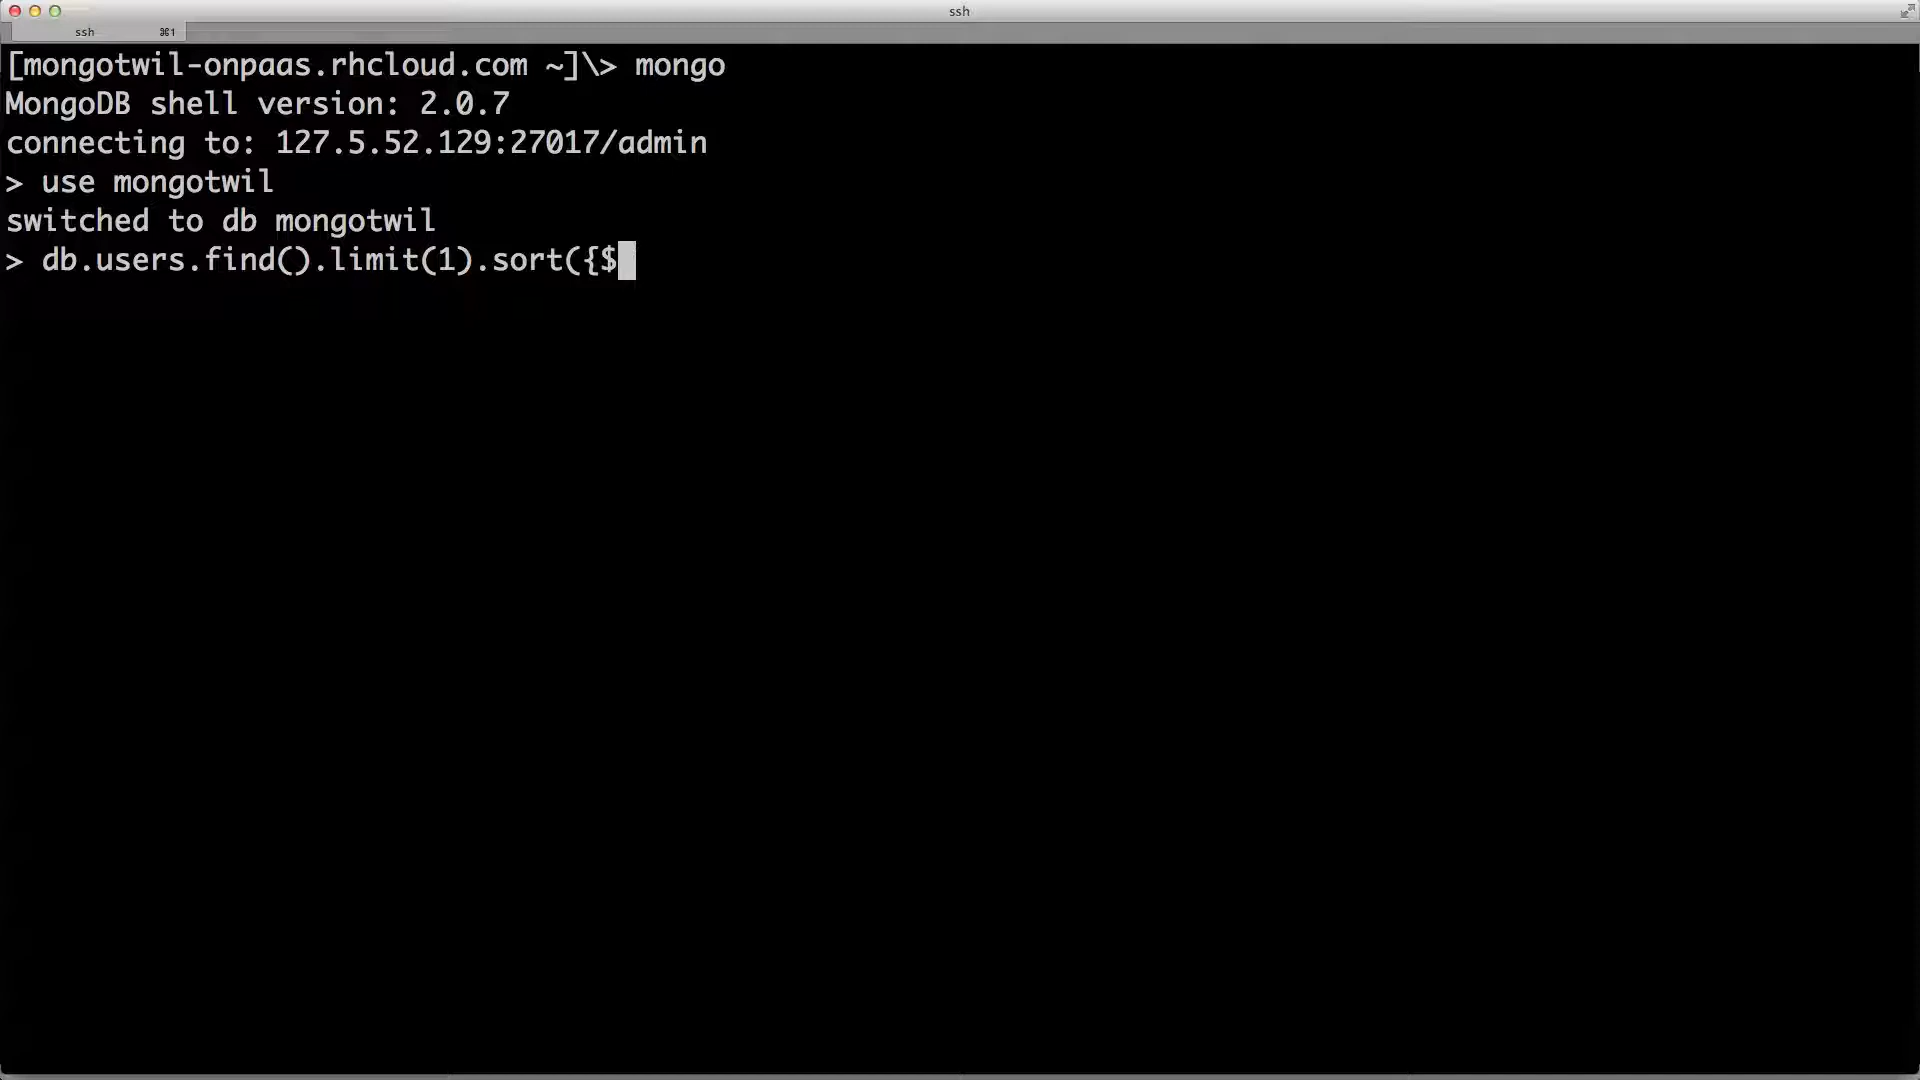 ssh
ssh ⌘1
[mongotwil-onpaas.rhcloud.com ~]\> mongo
MongoDB shell version: 2.0.7
connecting to: 127.5.52.129:27017/admin
> use mongotwil
switched to db mongotwil
> db.users.find().limit(1).sort({$